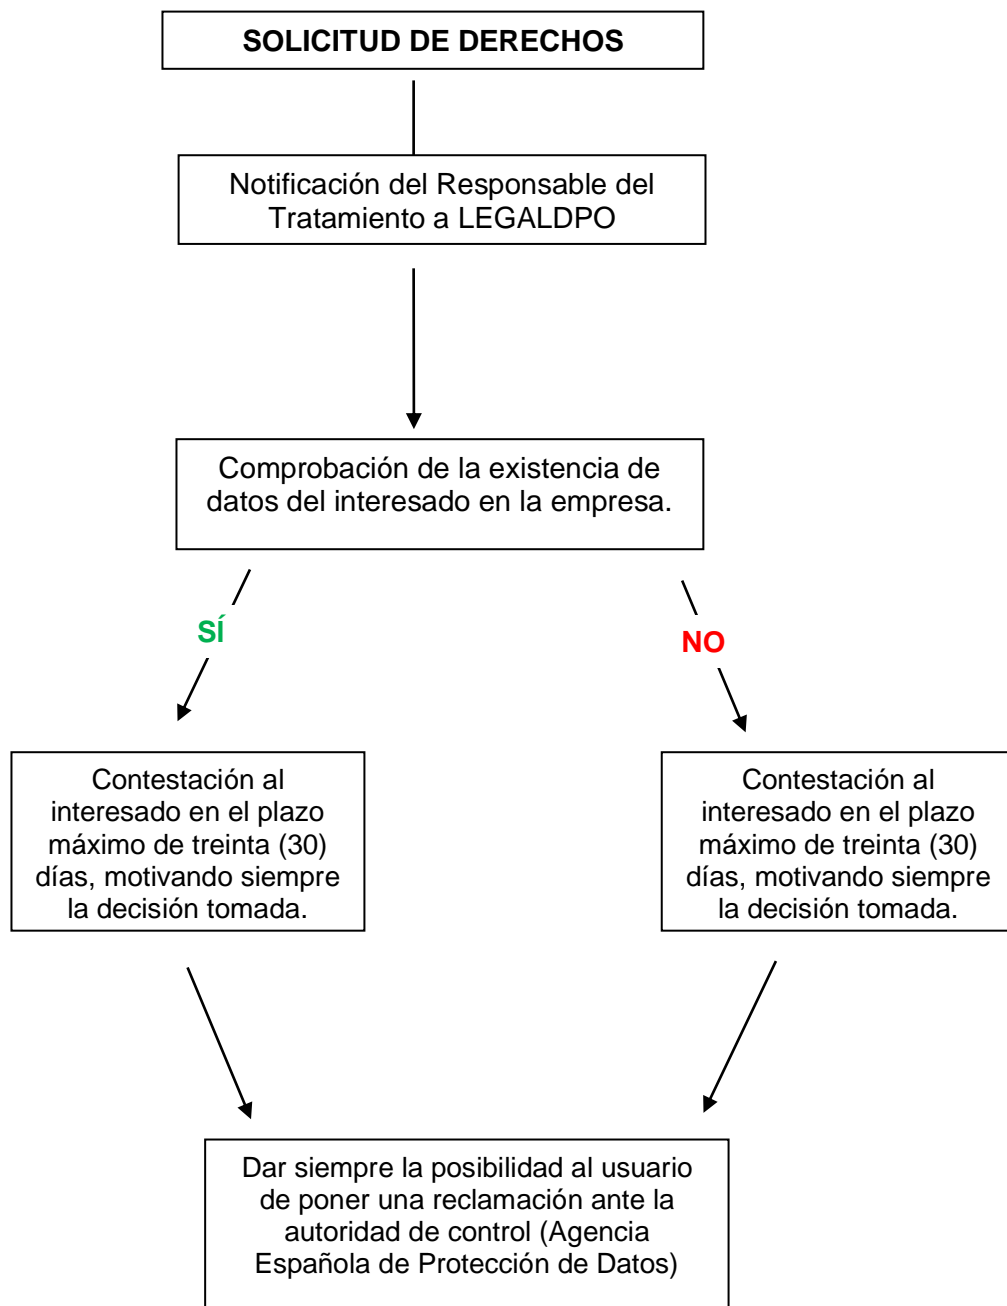 SOLICITUD DE DERECHOS
Notificación del Responsable del
Tratamiento a LEGALDPO
Comprobación de la existencia de
datos del interesado en la empresa.
SÍ
NO
Contestación al
interesado en el plazo
máximo de treinta (30)
días, motivando siempre
la decisión tomada.
Contestación al
interesado en el plazo
máximo de treinta (30)
días, motivando siempre
la decisión tomada.
Dar siempre la posibilidad al usuario
de poner una reclamación ante la
autoridad de control (Agencia
Española de Protección de Datos)